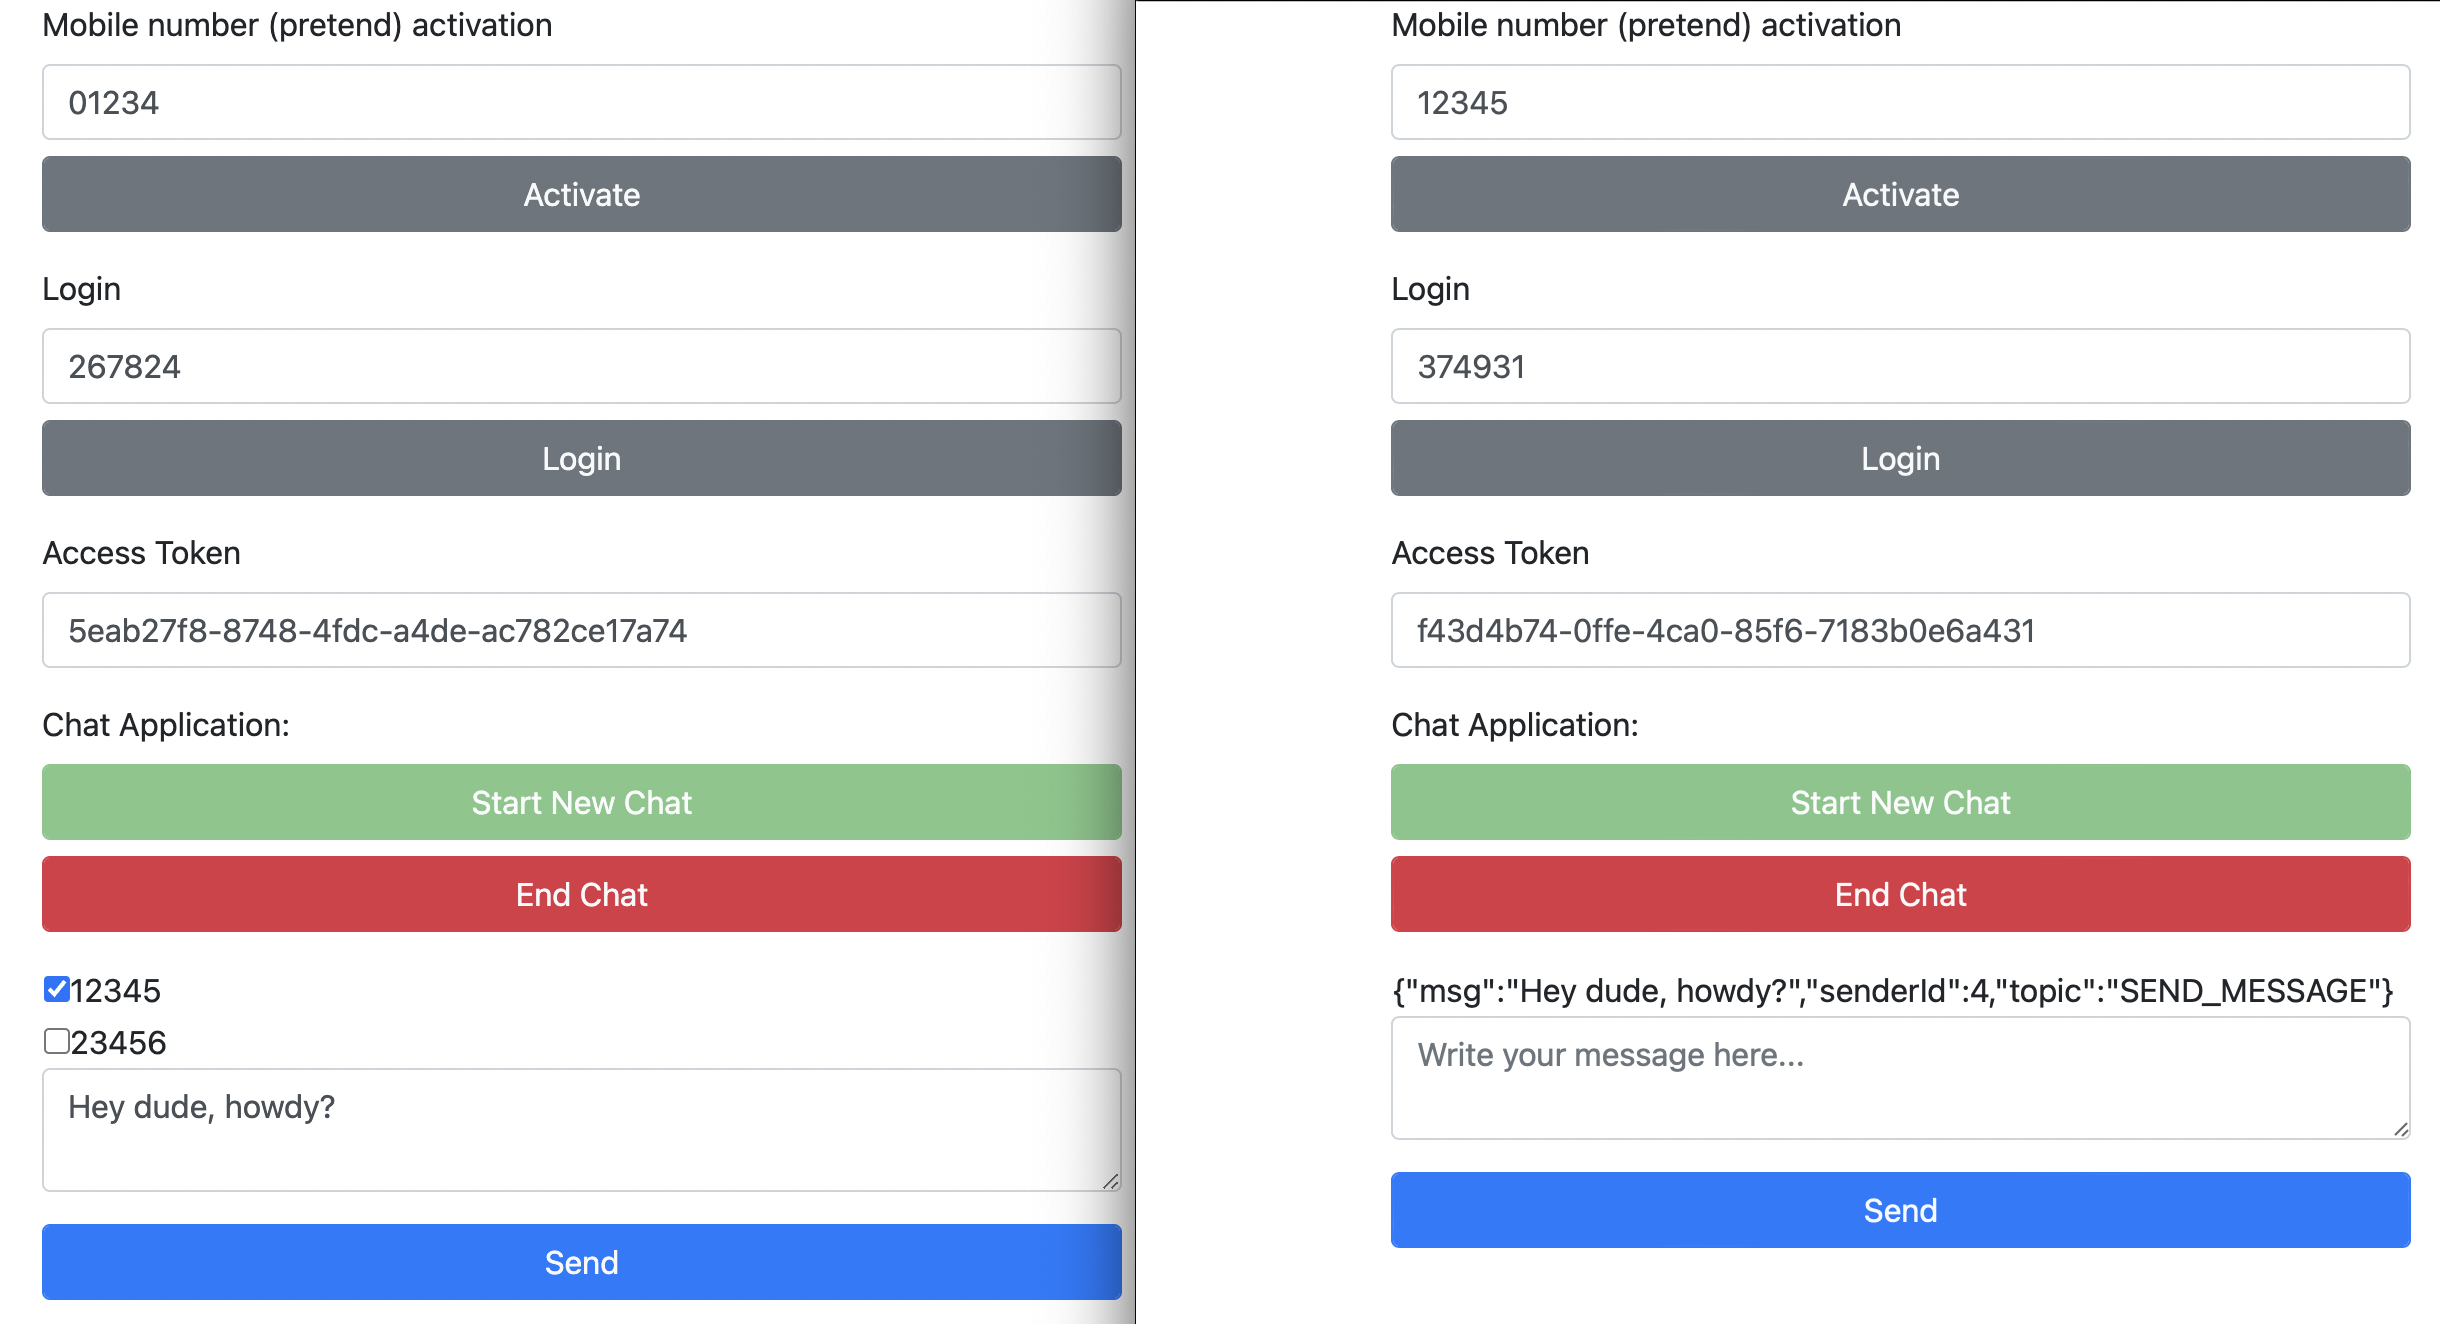 Mobile number (pretend) activation
01234
Activate
Login
267824
Login
Access Token
5eab27f8-8748-4fdc-a4de-ac782ce17a74
Chat Application:
Start New Chat
End Chat
12345
23456
Hey dude, howdy?
Send
Mobile number (pretend) activation
12345
Activate
Login
374931
Login
Access Token
f43d4b74-0ffe-4ca0-85f6-7183b0e6a431
Chat Application:
Start New Chat
End Chat
{"msg":"Hey dude, howdy?","senderId":4,"topic":"SEND_MESSAGE"}
Write your message here...
Send